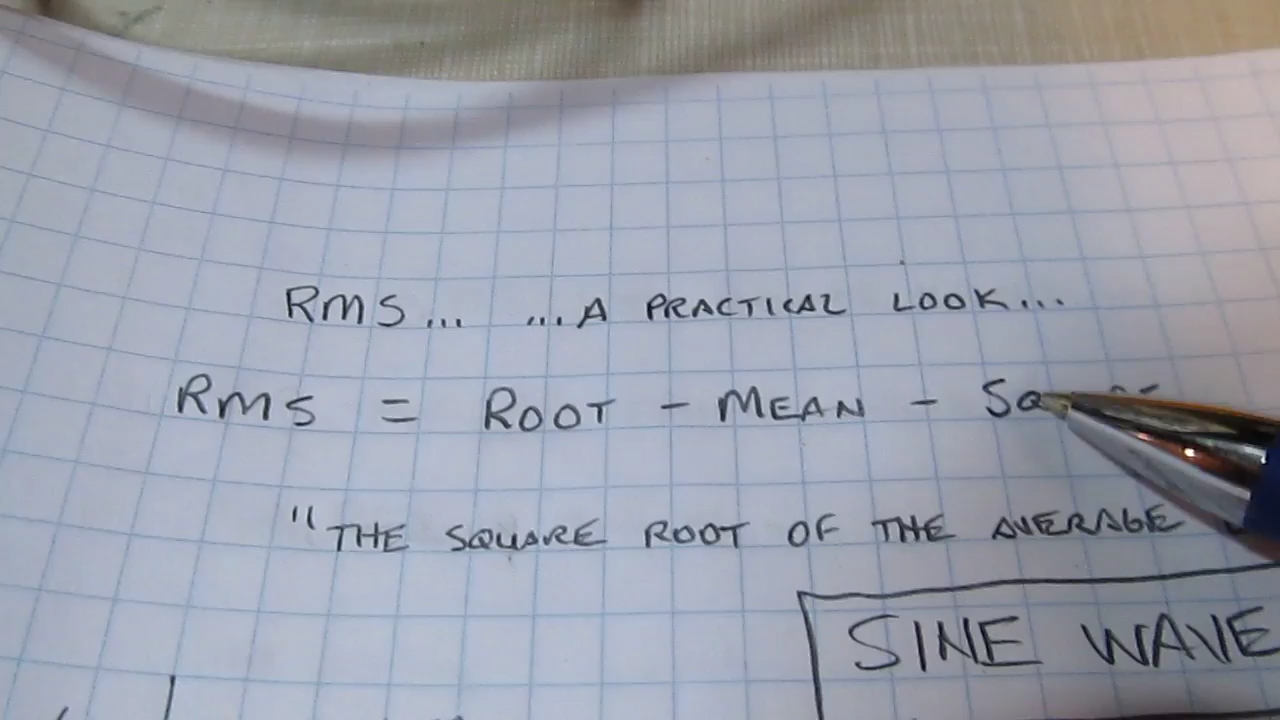 RMS... ...A PRACTICAL LOOK...
RMS = ROOT - MEAN -
"THE SQUARE ROOT OF THE AVERAGE
SINE WAVE